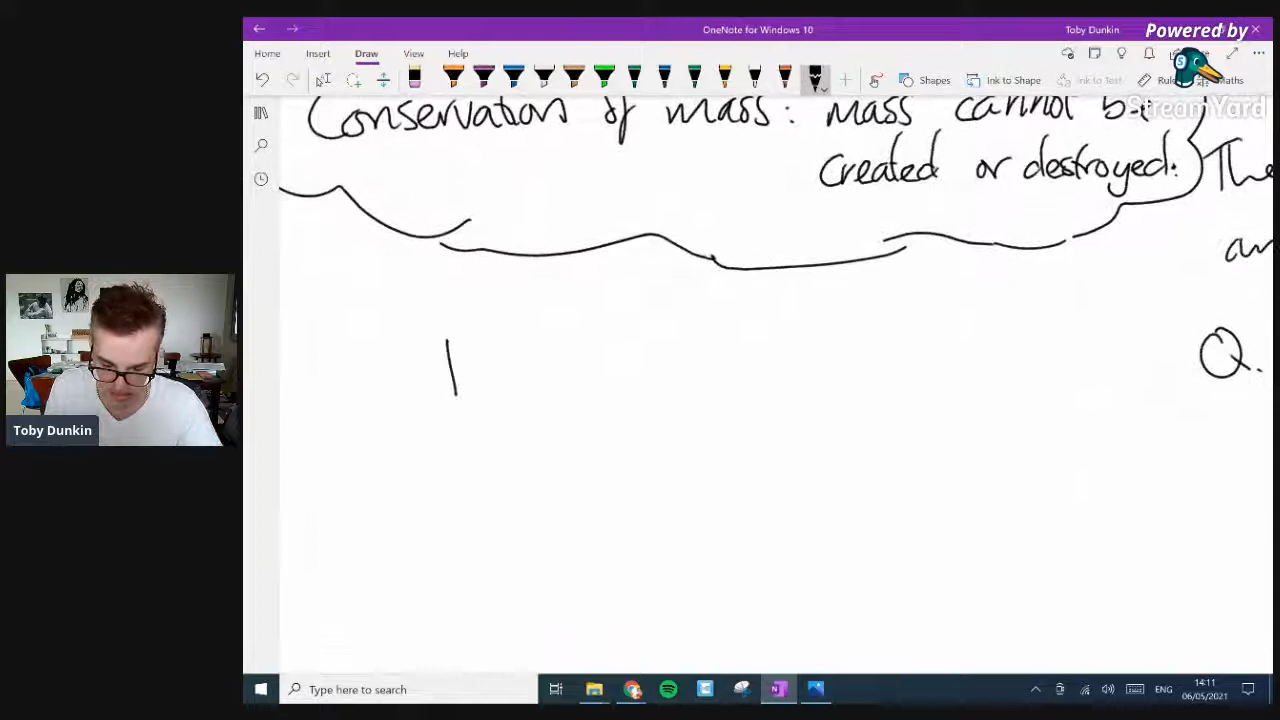 OneNote for Windows 10
Toby Dunkin
Powered by
StreamYard
Home Insert Draw View Help
Shapes Ink to Shape Ink to Text Maths
Conservation of mass: Mass cannot be
created or destroyed.
The
Q.
Toby Dunkin
Type here to search
ENG
14:11
06/05/2021